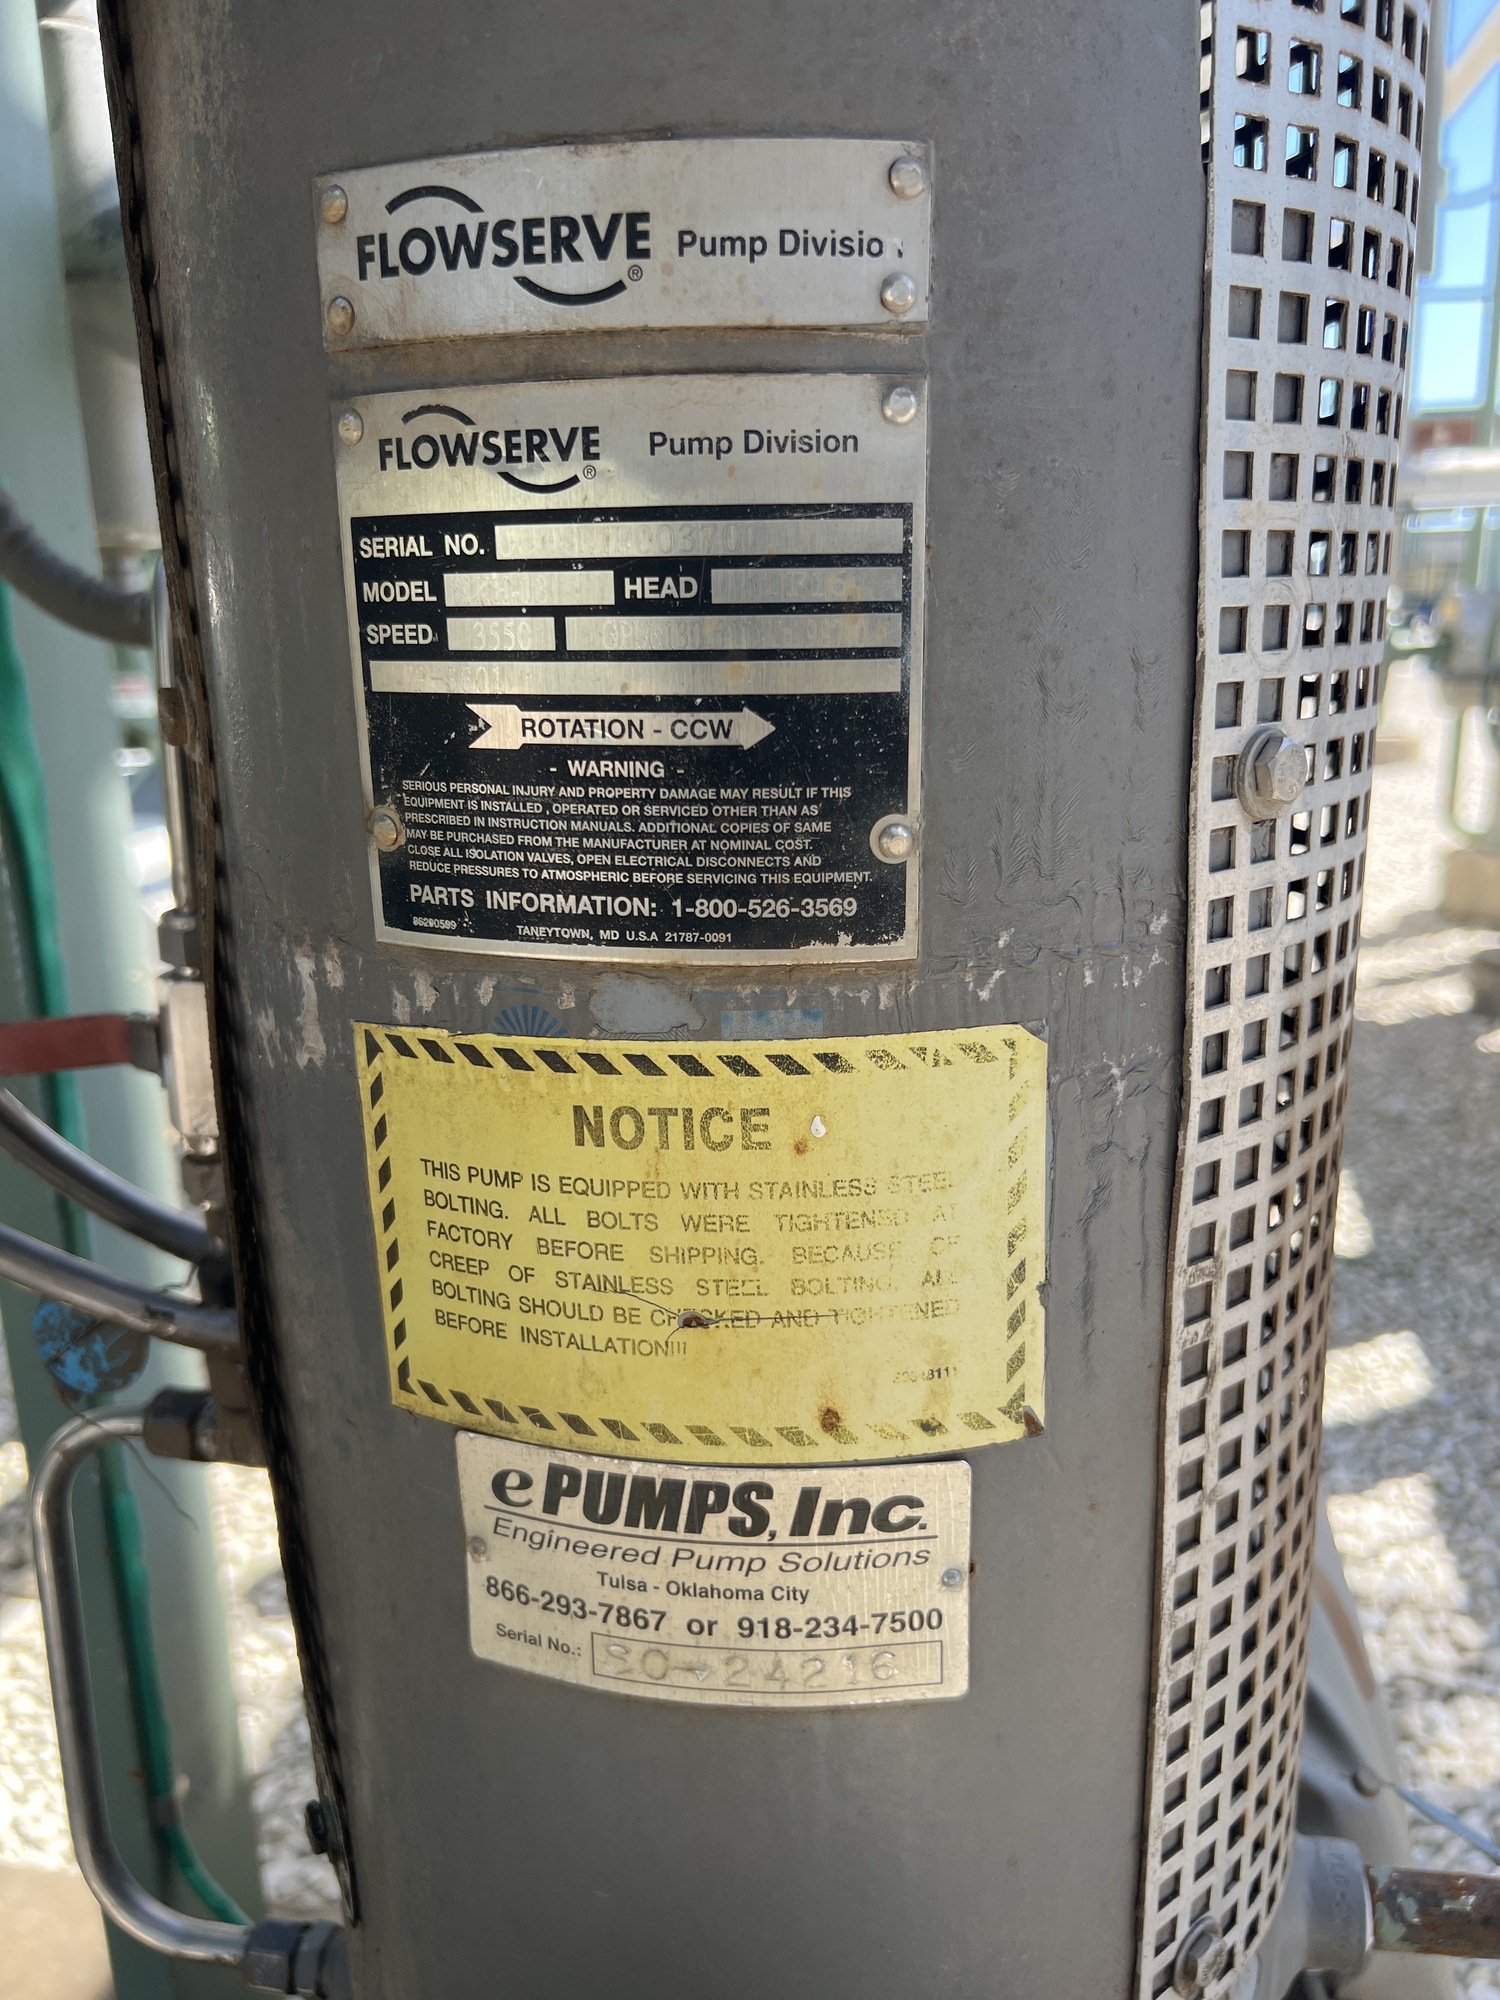 FLOWSERVE® Pump Divisio
FLOWSERVE® Pump Division
SERIAL NO.
MODEL HEAD
SPEED 3550
ROTATION - CCW
- WARNING -
SERIOUS PERSONAL INJURY AND PROPERTY DAMAGE MAY RESULT IF THIS
EQUIPMENT IS INSTALLED , OPERATED OR SERVICED OTHER THAN AS
PRESCRIBED IN INSTRUCTION MANUALS. ADDITIONAL COPIES OF SAME
MAY BE PURCHASED FROM THE MANUFACTURER AT NOMINAL COST.
CLOSE ALL ISOLATION VALVES, OPEN ELECTRICAL DISCONNECTS AND
REDUCE PRESSURES TO ATMOSPHERIC BEFORE SERVICING THIS EQUIPMENT.
PARTS INFORMATION: 1-800-526-3569
86280599
TANEYTOWN, MD U.S.A 21787-0091
NOTICE
THIS PUMP IS EQUIPPED WITH STAINLESS STEEL
BOLTING. ALL BOLTS WERE TIGHTENED AT
FACTORY BEFORE SHIPPING. BECAUSE OF
CREEP OF STAINLESS STEEL BOLTING. ALL
BOLTING SHOULD BE CHECKED AND TIGHTENED
BEFORE INSTALLATION!!!
ePUMPS, Inc.
Engineered Pump Solutions
Tulsa - Oklahoma City
866-293-7867 or 918-234-7500
Serial No.: SO-24216